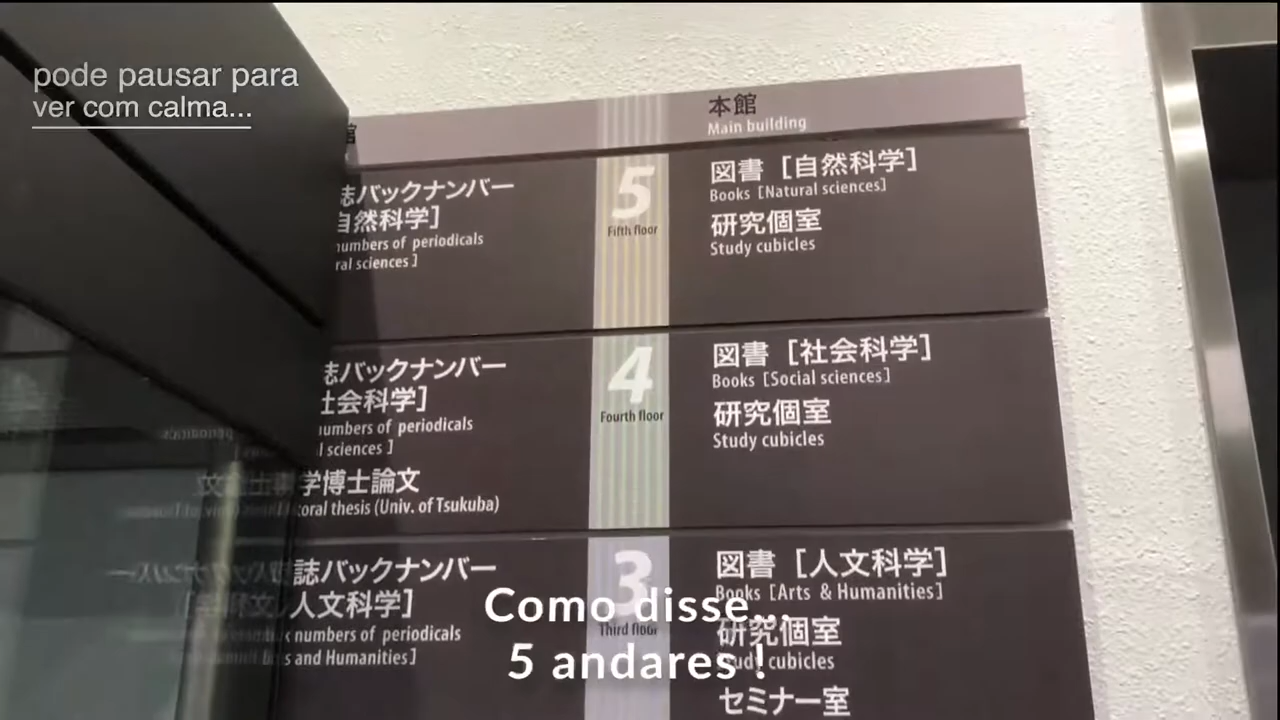 pode pausar para
ver com calma...
本館
Main building
誌バックナンバー
自然科学]
numbers of periodicals
ral sciences ]
5
Fifth floor
図書 [自然科学]
Books [Natural sciences]
研究個室
Study cubicles
誌バックナンバー
社会科学]
numbers of periodicals
l sciences ]
学博士論文
toral thesis (Univ. of Tsukuba)
4
Fourth floor
図書 [社会科学]
Books [Social sciences]
研究個室
Study cubicles
誌バックナンバー
人文科学]
k numbers of periodicals
s and Humanities]
3
Third floor
図書 [人文科学]
Books [Arts & Humanities]
研究個室
Study cubicles
セミナー室
Como disse...
5 andares !